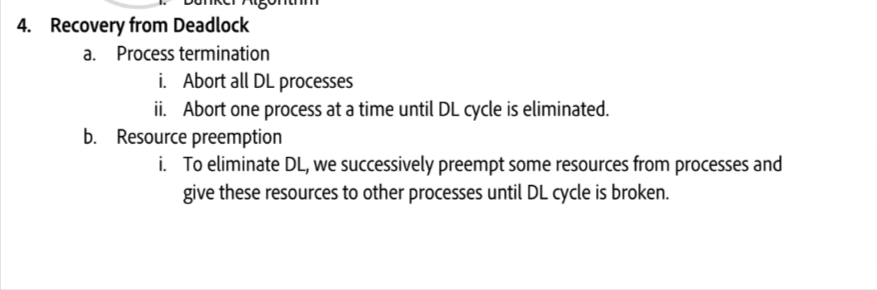 4. Recovery from Deadlock
a. Process termination
i. Abort all DL processes
ii. Abort one process at a time until DL cycle is eliminated.
b. Resource preemption
i. To eliminate DL, we successively preempt some resources from processes and
give these resources to other processes until DL cycle is broken.